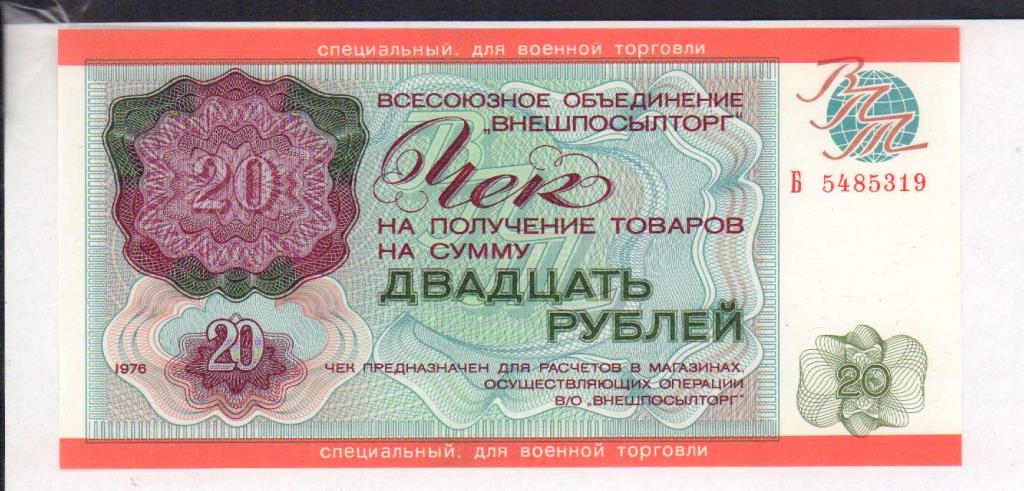 специальный. для военной торговли
ВСЕСОЮЗНОЕ ОБЪЕДИНЕНИЕ
„ВНЕШПОСЫЛТОРГ"
ВПТ
Чек
Б 5485319
20
НА ПОЛУЧЕНИЕ ТОВАРОВ
НА СУММУ
ДВАДЦАТЬ
РУБЛЕЙ
20
1976
ЧЕК ПРЕДНАЗНАЧЕН ДЛЯ РАСЧЕТОВ В МАГАЗИНАХ,
ОСУЩЕСТВЛЯЮЩИХ ОПЕРАЦИИ
В/О „ВНЕШПОСЫЛТОРГ"
20
специальный. для военной торговли